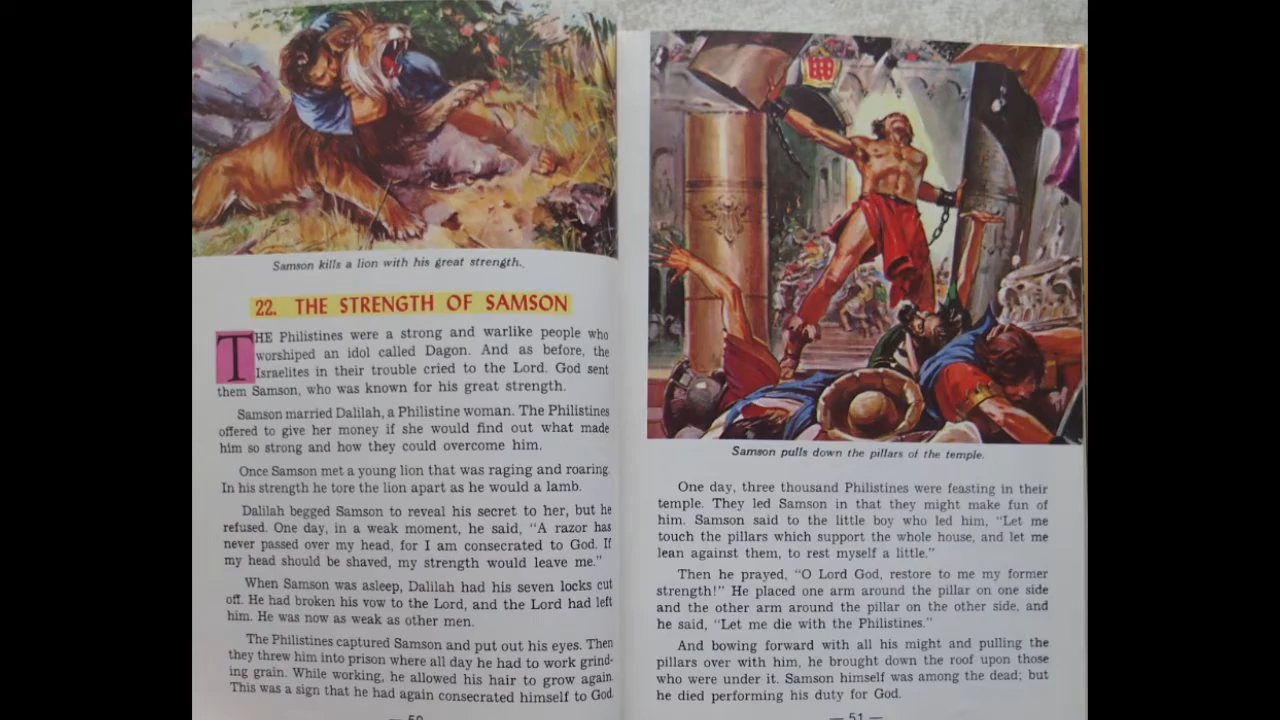 Samson kills a lion with his great strength.
22. THE STRENGTH OF SAMSON
THE Philistines were a strong and warlike people who
worshiped an idol called Dagon. And as before, the
Israelites in their trouble cried to the Lord. God sent
them Samson, who was known for his great strength.
Samson married Dalilah, a Philistine woman. The Philistines
offered to give her money if she would find out what made
him so strong and how they could overcome him.
Once Samson met a young lion that was raging and roaring.
In his strength he tore the lion apart as he would a lamb.
Dalilah begged Samson to reveal his secret to her, but he
refused. One day, in a weak moment, he said, "A razor has
never passed over my head, for I am consecrated to God. If
my head should be shaved, my strength would leave me."
When Samson was asleep, Dalilah had his seven locks cut
off. He had broken his vow to the Lord, and the Lord had left
him. He was now as weak as other men.
The Philistines captured Samson and put out his eyes. Then
they threw him into prison where all day he had to work grind-
ing grain. While working, he allowed his hair to grow again.
This was a sign that he had again consecrated himself to God.
— 50
Samson pulls down the pillars of the temple.
One day, three thousand Philistines were feasting in their
temple. They led Samson in that they might make fun of
him. Samson said to the little boy who led him, "Let me
touch the pillars which support the whole house, and let me
lean against them, to rest myself a little."
Then he prayed, "O Lord God, restore to me my former
strength!" He placed one arm around the pillar on one side
and the other arm around the pillar on the other side, and
he said, "Let me die with the Philistines."
And bowing forward with all his might and pulling the
pillars over with him, he brought down the roof upon those
who were under it. Samson himself was among the dead; but
he died performing his duty for God.
— 51 —